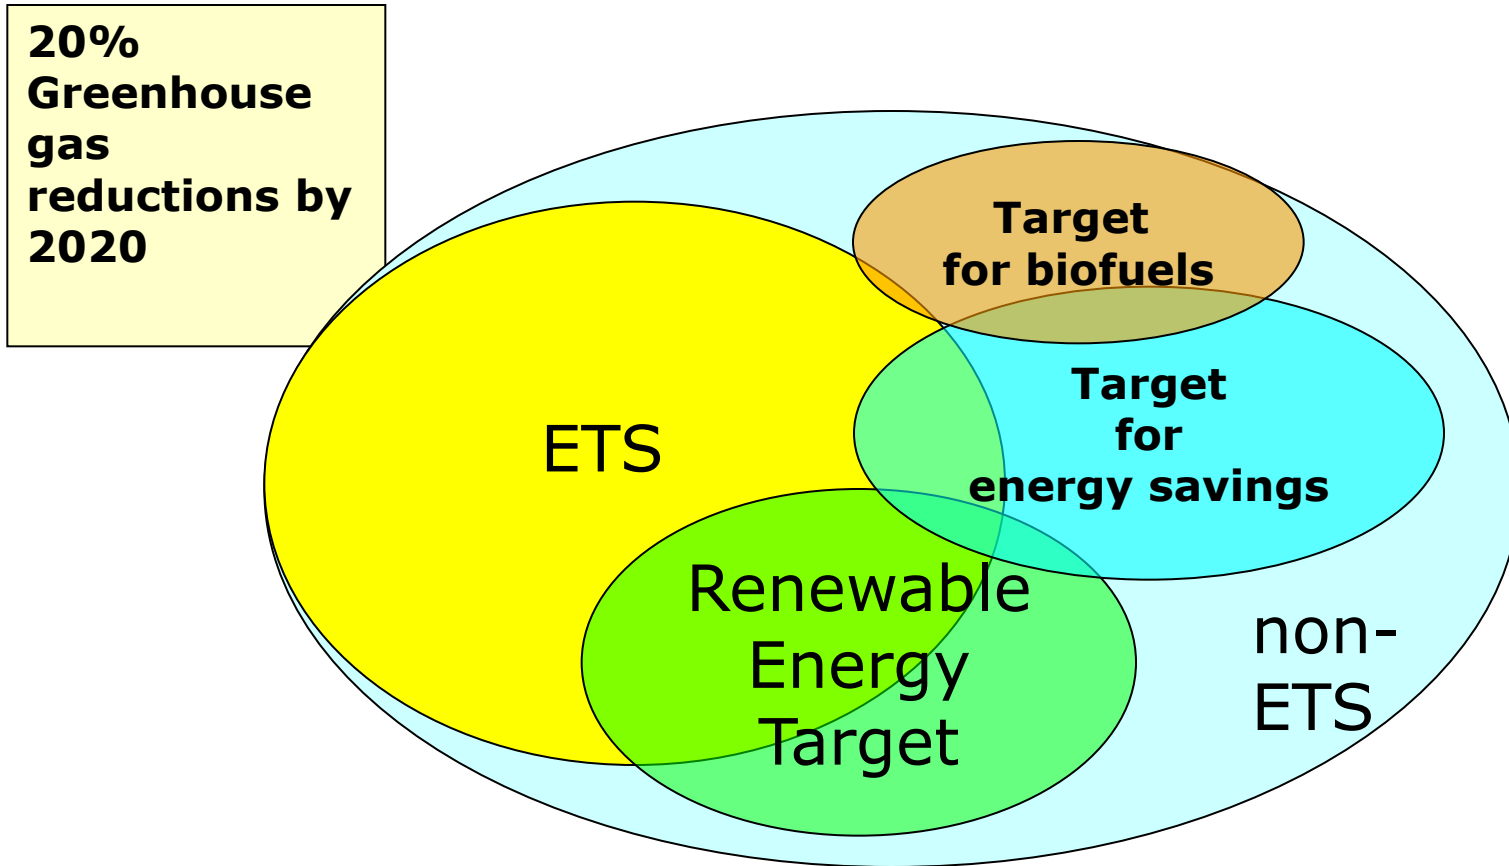 20%
Greenhouse
gas
reductions by
2020
Target
for biofuels
Target
for
energy savings
ETS
Renewable
Energy
Target
non-
ETS